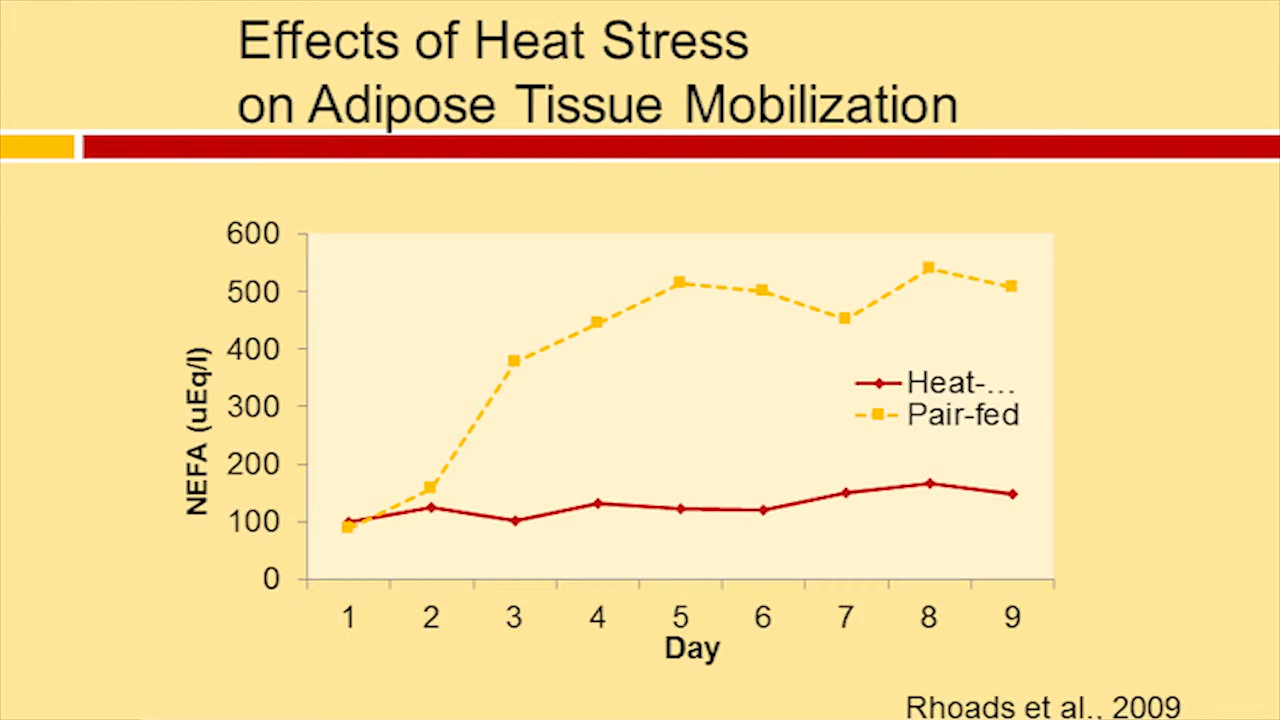 Effects of Heat Stress
on Adipose Tissue Mobilization
600
500
400
300
200
100
0
NEFA (uEq/l)
Heat-...
Pair-fed
1 2 3 4 5 6 7 8 9
Day
Rhoads et al., 2009